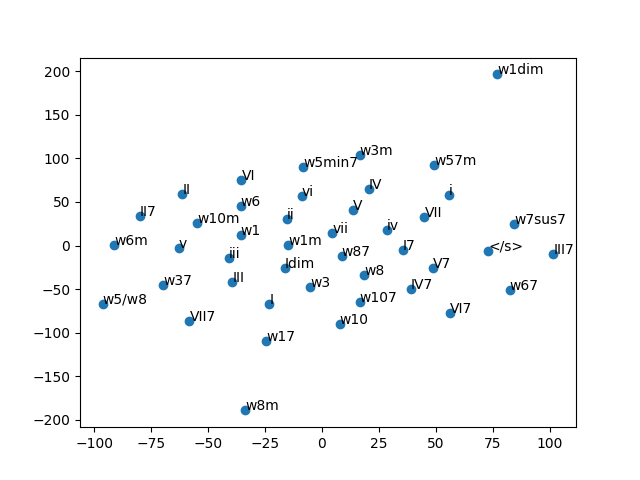 200
150
100
50
0
−50
−100
−150
−200
w1dim
w3m
w5min7
w57m
VI
IV
II
vi
i
w6
V
II7
ii
VII
w10m
w7sus7
w1
vii
iv
w6m
v
w1m
I7
</s>
III7
iii
w87
Idim
w8
V7
w37
III
w3
IV7
w67
w5/w8
I
w107
VI7
VII7
w10
w17
w8m
−100 −75 −50 −25 0 25 50 75 100